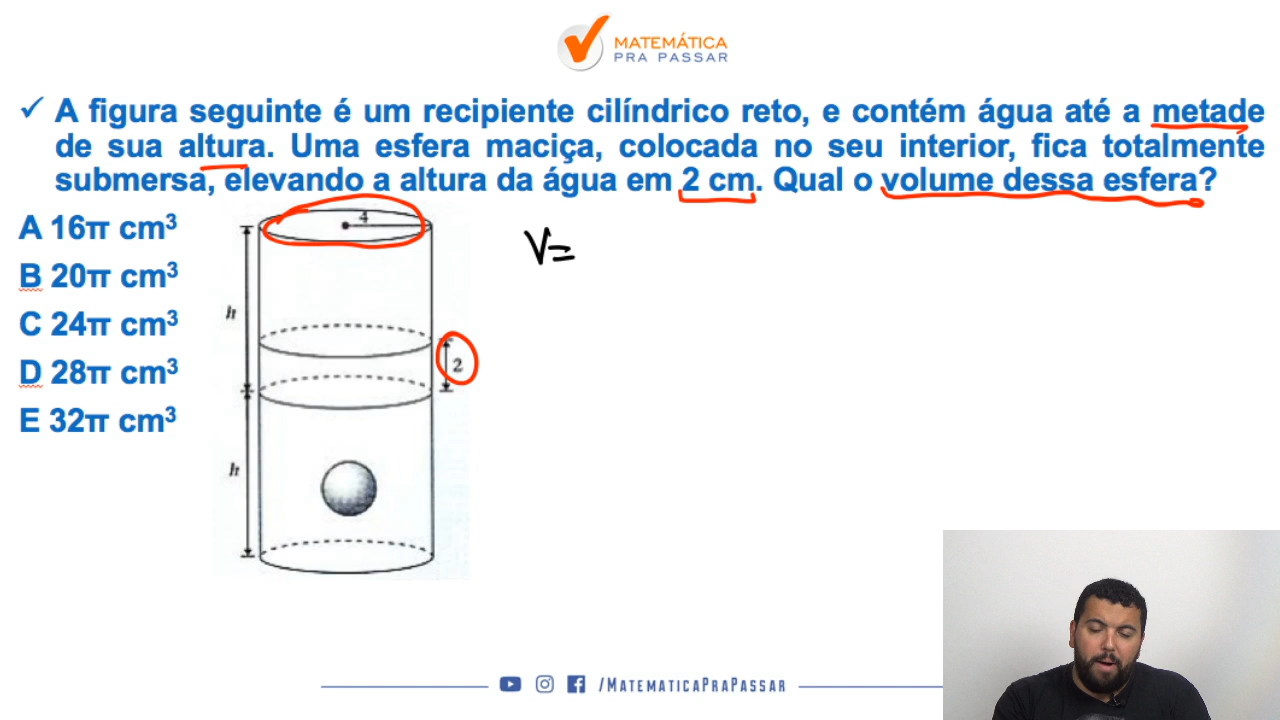 MATEMÁTICA
PRA PASSAR
✓ A figura seguinte é um recipiente cilíndrico reto, e contém água até a metade
de sua altura. Uma esfera maciça, colocada no seu interior, fica totalmente
submersa, elevando a altura da água em 2 cm. Qual o volume dessa esfera?
A 16π cm³
B 20π cm³
C 24π cm³
D 28π cm³
E 32π cm³
4
h
2
h
V=
/MATEMATICAPRAPASSAR